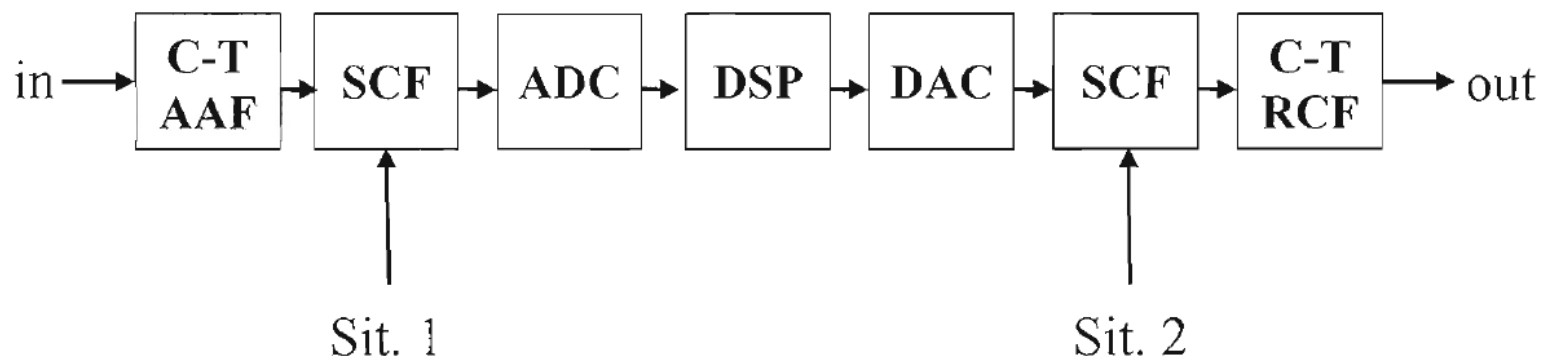 in
C-T
AAF
SCF
ADC
DSP
DAC
SCF
C-T
RCF
out
Sit. 1
Sit. 2